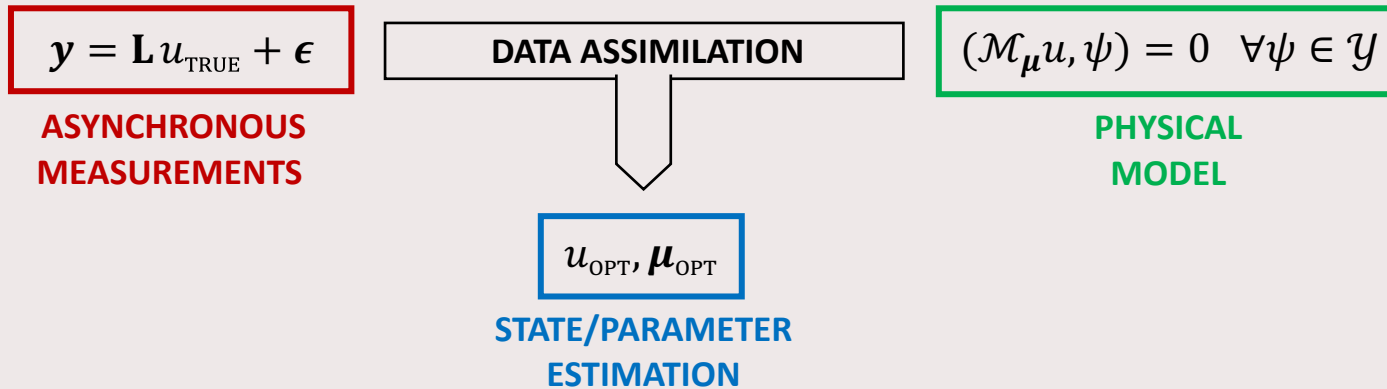 𝒚 = 𝐋 𝑢_TRUE + 𝝐
ASYNCHRONOUS
MEASUREMENTS
DATA ASSIMILATION
(ℳ_𝝁 𝑢, 𝜓) = 0 ∀𝜓 ∈ 𝒴
PHYSICAL
MODEL
𝑢_OPT, 𝝁_OPT
STATE/PARAMETER
ESTIMATION